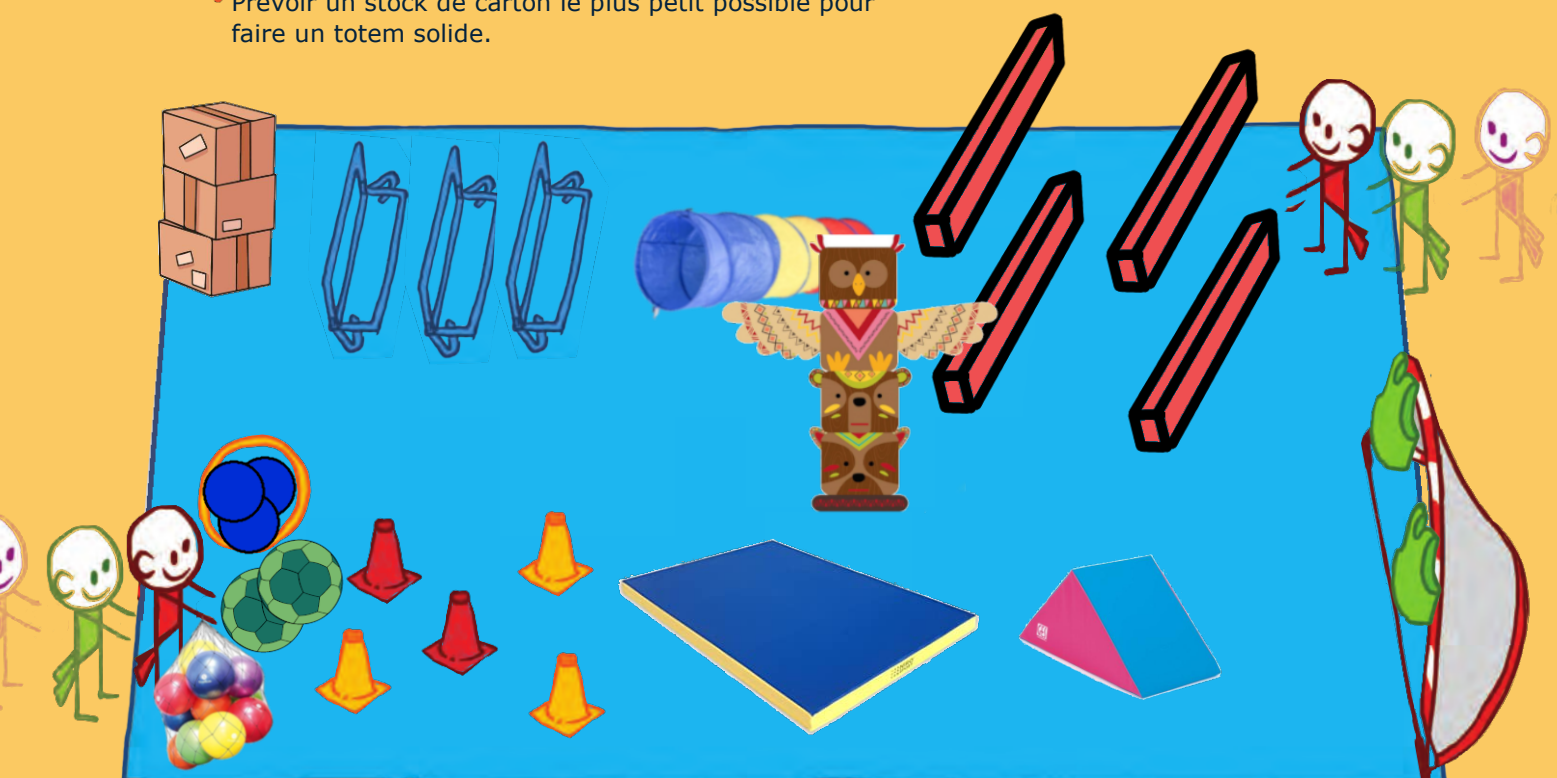 Prévoir un stock de carton le plus petit possible pour
faire un totem solide.